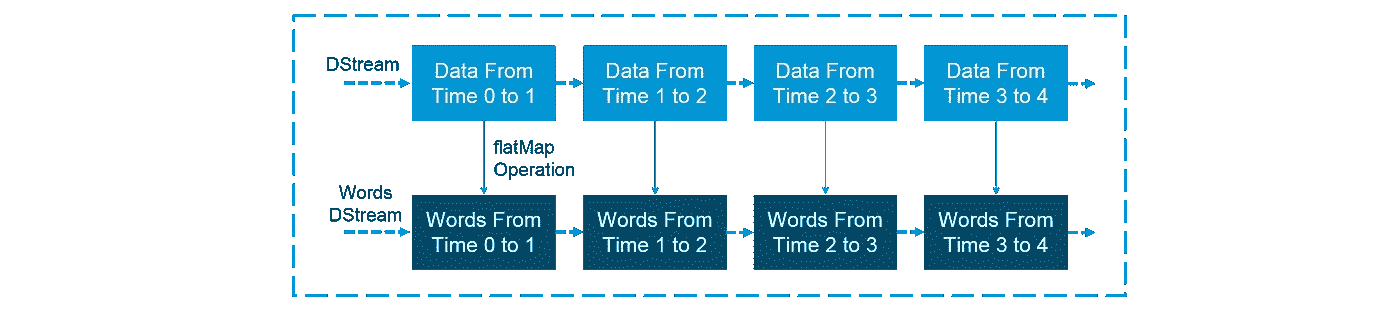 DStream
Data From
Time 0 to 1
Data From
Time 1 to 2
Data From
Time 2 to 3
Data From
Time 3 to 4
flatMap
Operation
Words
DStream
Words From
Time 0 to 1
Words From
Time 1 to 2
Words From
Time 2 to 3
Words From
Time 3 to 4